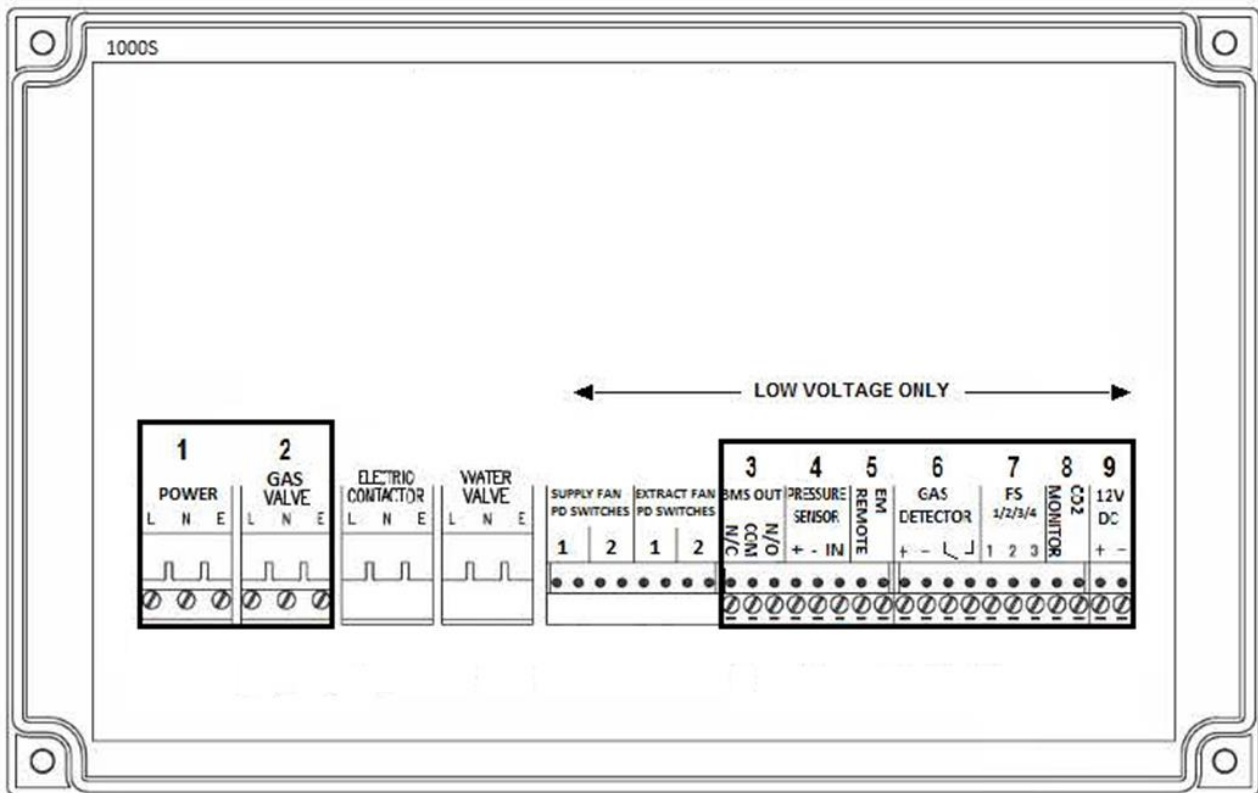 1000S
LOW VOLTAGE ONLY
1
POWER
L N E
2
GAS
VALVE
L N E
ELECTRIC
CONTACTOR
L N E
WATER
VALVE
L N E
SUPPLY FAN
PD SWITCHES
1 2
EXTRACT FAN
PD SWITCHES
1 2
3
BMS OUT
N/C
COM
N/O
4
PRESSURE
SENSOR
+ - IN
5
EM
REMOTE
6
GAS
DETECTOR
+ -
7
FS
1/2/3/4
1 2 3
8
CO2
MONITOR
9
12V
DC
+ -